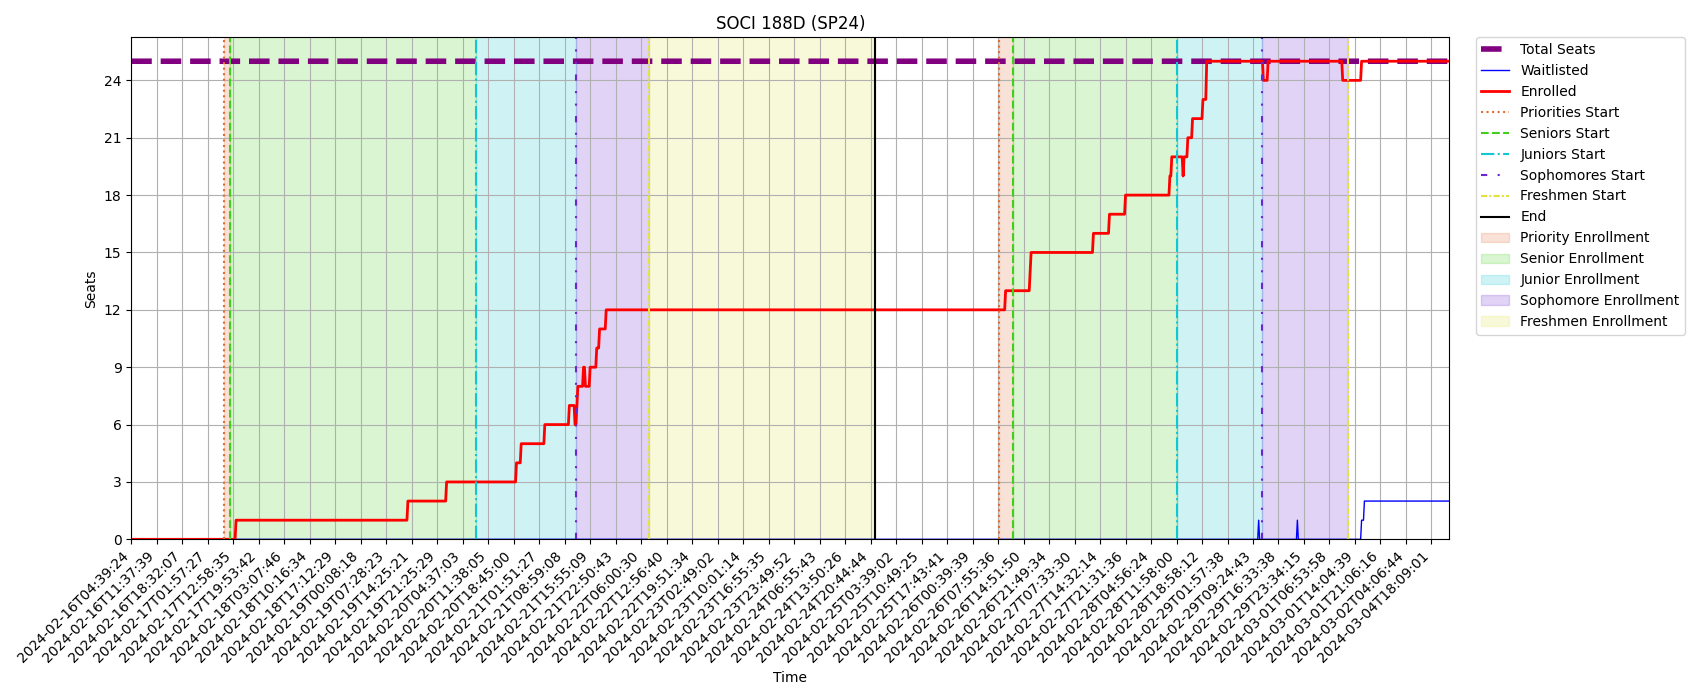 SOCI 188D (SP24)
Total Seats
Waitlisted
Enrolled
Priorities Start
Seniors Start
Juniors Start
Sophomores Start
Freshmen Start
End
Priority Enrollment
Senior Enrollment
Junior Enrollment
Sophomore Enrollment
Freshmen Enrollment
Seats
24
21
18
15
12
9
6
3
0
2024-02-16T04:39:24
2024-02-16T11:37:39
2024-02-16T18:32:07
2024-02-17T01:57:27
2024-02-17T12:58:35
2024-02-17T19:53:42
2024-02-18T03:07:46
2024-02-18T10:16:34
2024-02-18T17:12:29
2024-02-19T00:08:18
2024-02-19T07:28:23
2024-02-19T14:25:21
2024-02-19T21:25:29
2024-02-20T04:37:03
2024-02-20T11:38:05
2024-02-20T18:45:00
2024-02-21T01:51:27
2024-02-21T08:59:08
2024-02-21T15:55:09
2024-02-21T22:50:43
2024-02-22T06:00:30
2024-02-22T12:56:40
2024-02-22T19:51:34
2024-02-23T02:49:02
2024-02-23T10:01:14
2024-02-23T16:55:35
2024-02-23T23:49:52
2024-02-24T06:55:43
2024-02-24T13:50:26
2024-02-24T20:44:44
2024-02-25T03:39:02
2024-02-25T10:49:25
2024-02-25T17:43:41
2024-02-26T00:39:39
2024-02-26T07:55:36
2024-02-26T14:51:50
2024-02-26T21:49:34
2024-02-27T07:33:30
2024-02-27T14:32:14
2024-02-27T21:31:36
2024-02-28T04:56:24
2024-02-28T11:58:00
2024-02-28T18:58:12
2024-02-29T01:57:38
2024-02-29T09:24:43
2024-02-29T16:33:38
2024-02-29T23:34:15
2024-03-01T06:53:58
2024-03-01T14:04:39
2024-03-01T21:06:16
2024-03-02T04:06:44
2024-03-04T18:09:01
Time